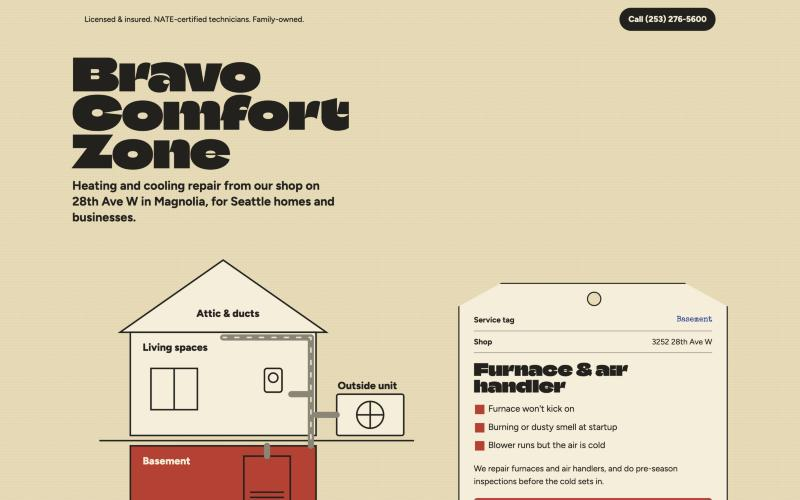 Licensed & insured. NATE-certified technicians. Family-owned.
Call (253) 276-5600
Bravo
Comfort
Zone
Heating and cooling repair from our shop on
28th Ave W in Magnolia, for Seattle homes and
businesses.
Attic & ducts
Living spaces
Outside unit
Basement
Service tag
Basement
Shop
3252 28th Ave W
Furnace & air
handler
Furnace won't kick on
Burning or dusty smell at startup
Blower runs but the air is cold
We repair furnaces and air handlers, and do pre-season
inspections before the cold sets in.